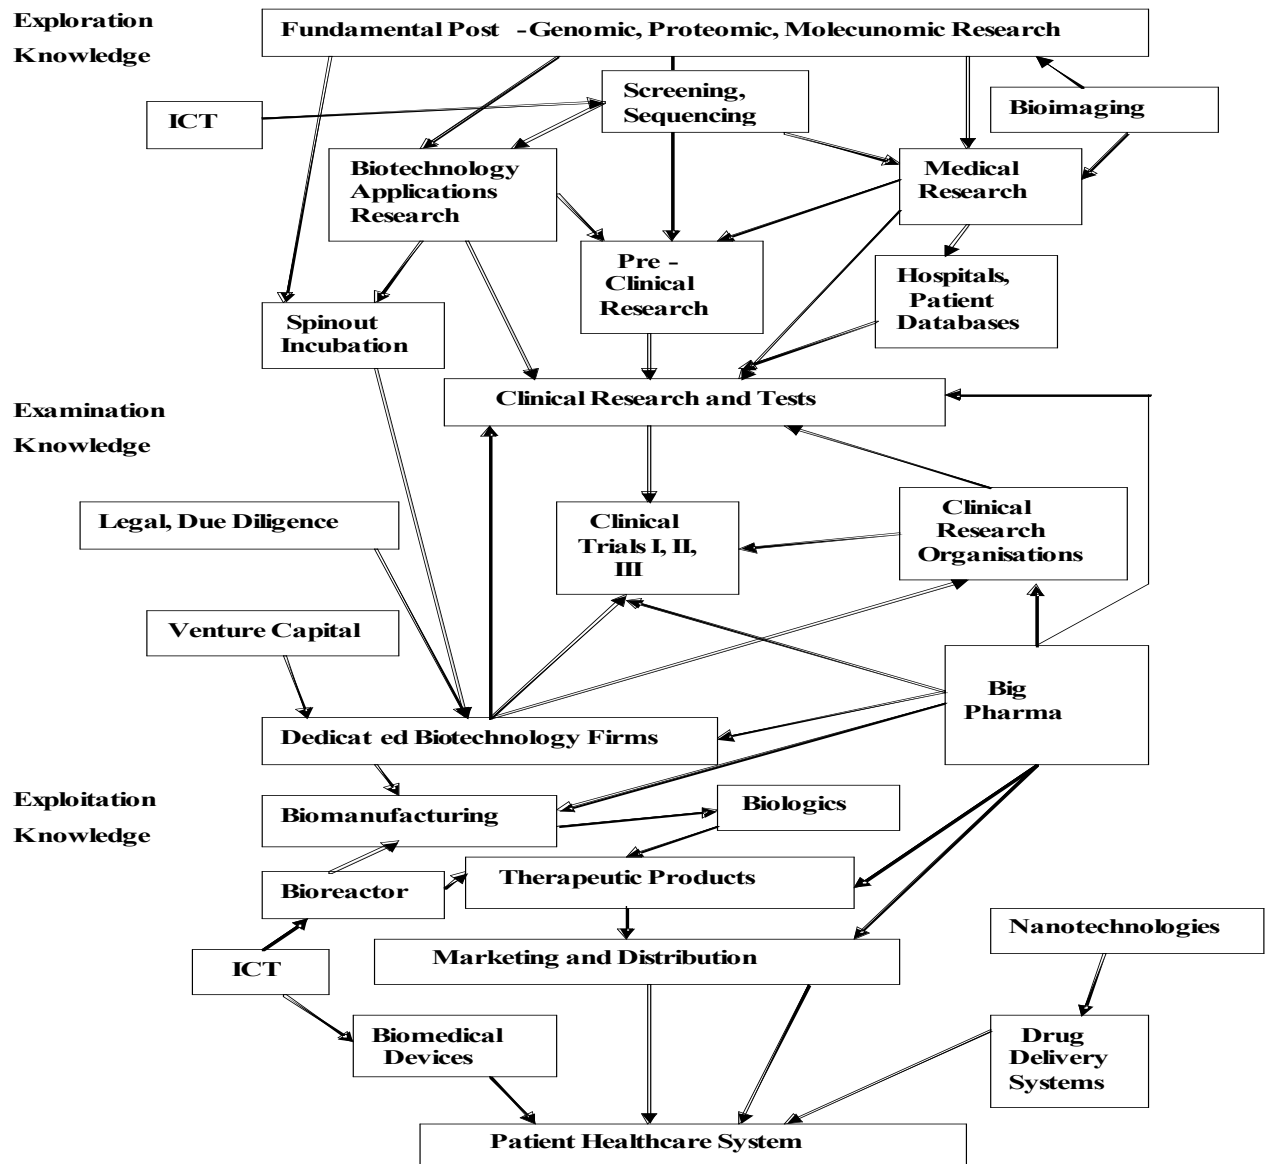 Exploration
Knowledge
Fundamental Post -Genomic, Proteomic, Molecunomic Research
ICT
Screening,
Sequencing
Bioimaging
Biotechnology
Applications
Research
Medical
Research
Pre -
Clinical
Research
Hospitals,
Patient
Databases
Spinout
Incubation
Examination
Knowledge
Clinical Research and Tests
Legal, Due Diligence
Clinical
Trials I, II,
III
Clinical
Research
Organisations
Venture Capital
Big
Pharma
Dedicat ed Biotechnology Firms
Exploitation
Knowledge
Biomanufacturing
Biologics
Bioreactor
Therapeutic Products
Nanotechnologies
ICT
Marketing and Distribution
Biomedical
Devices
Drug
Delivery
Systems
Patient Healthcare System